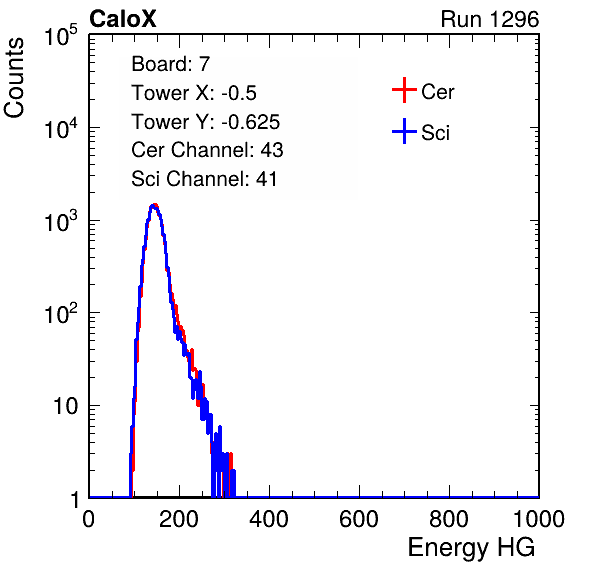 CaloX Run 1296
Counts
Board: 7
Tower X: -0.5
Tower Y: -0.625
Cer Channel: 43
Sci Channel: 41
Cer
Sci
10^5
10^4
10^3
10^2
10
1
0 200 400 600 800 1000
Energy HG